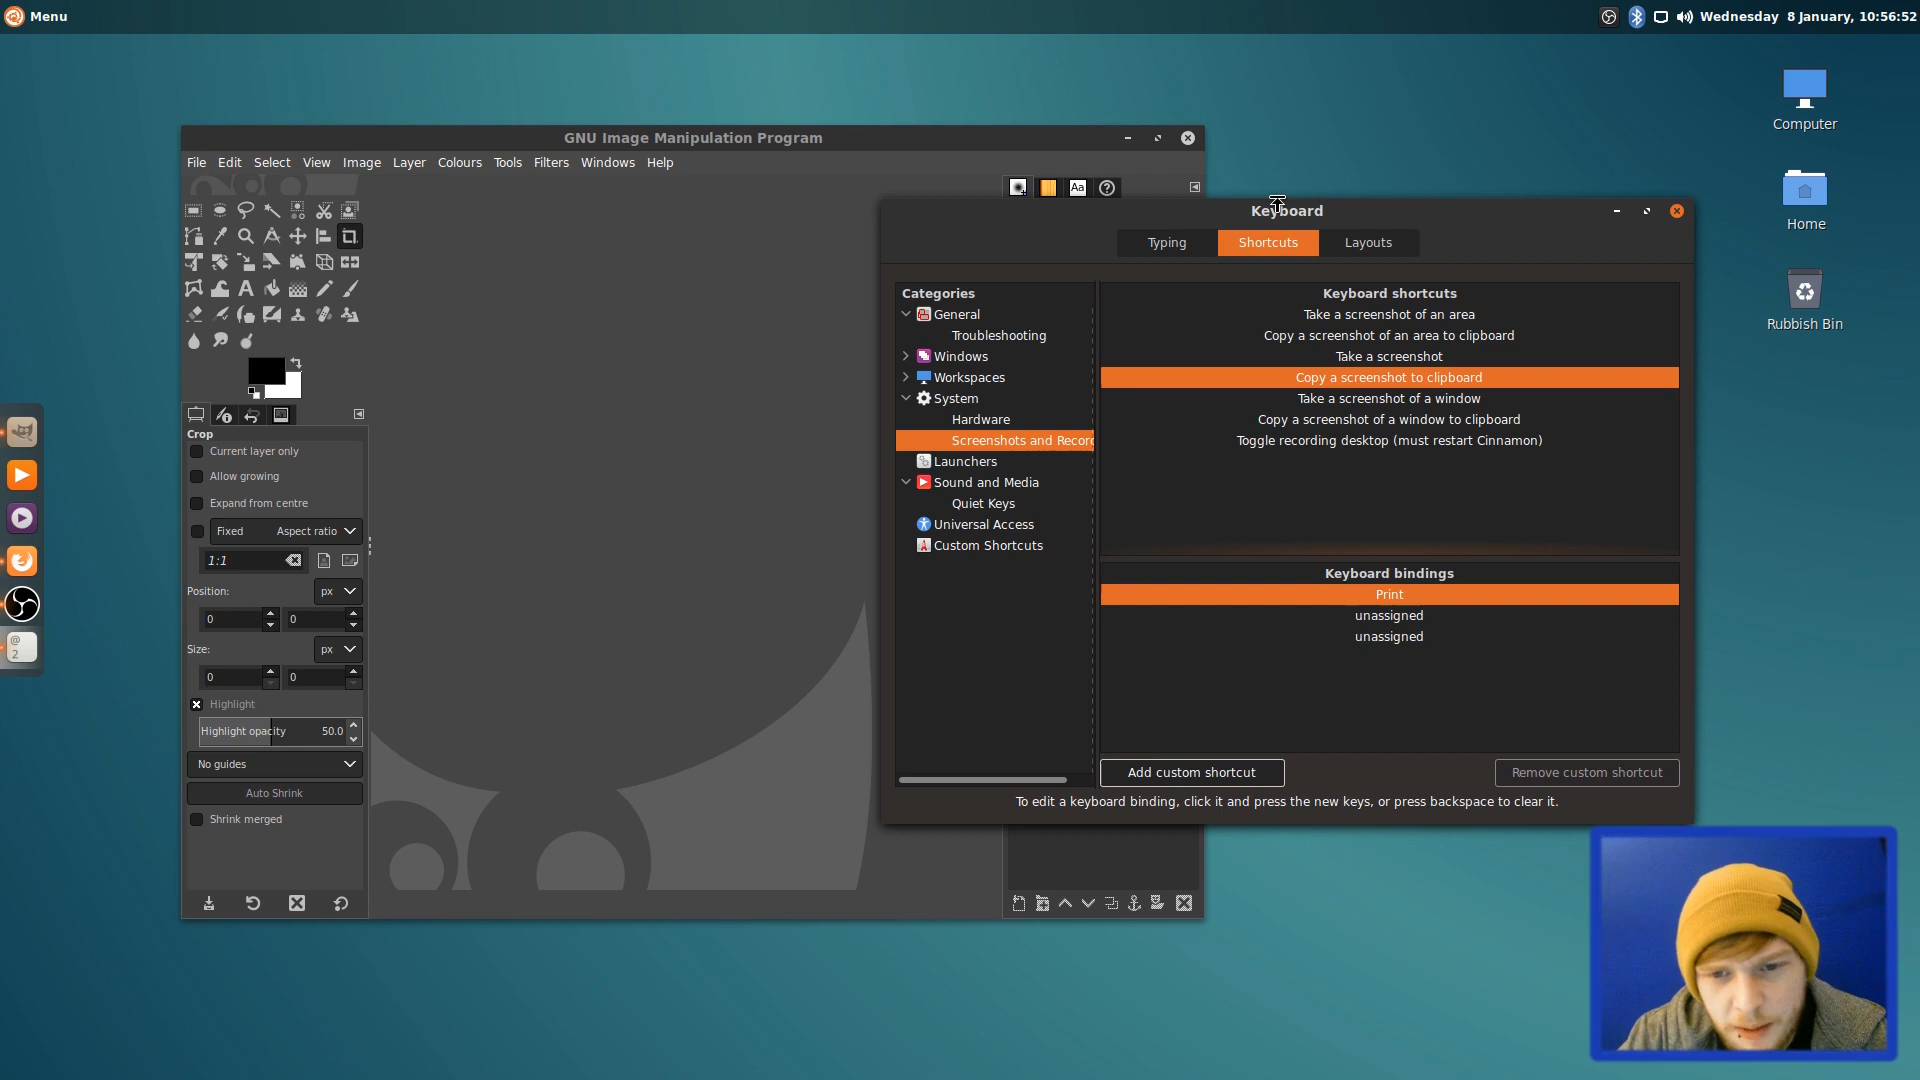 Menu
Wednesday  8 January, 10:56:52
Computer
Home
Rubbish Bin
GNU Image Manipulation Program
File Edit Select View Image Layer Colours Tools Filters Windows Help
Aa
Crop
Current layer only
Allow growing
Expand from centre
Fixed Aspect ratio
1:1
Position: px
0 0
Size: px
0 0
Highlight
Highlight opacity 50.0
No guides
Auto Shrink
Shrink merged
@
2
Keyboard
Typing Shortcuts Layouts
Categories
General
Troubleshooting
Windows
Workspaces
System
Hardware
Screenshots and Recor
Launchers
Sound and Media
Quiet Keys
Universal Access
Custom Shortcuts
Keyboard shortcuts
Take a screenshot of an area
Copy a screenshot of an area to clipboard
Take a screenshot
Copy a screenshot to clipboard
Take a screenshot of a window
Copy a screenshot of a window to clipboard
Toggle recording desktop (must restart Cinnamon)
Keyboard bindings
Print
unassigned
unassigned
Add custom shortcut
Remove custom shortcut
To edit a keyboard binding, click it and press the new keys, or press backspace to clear it.